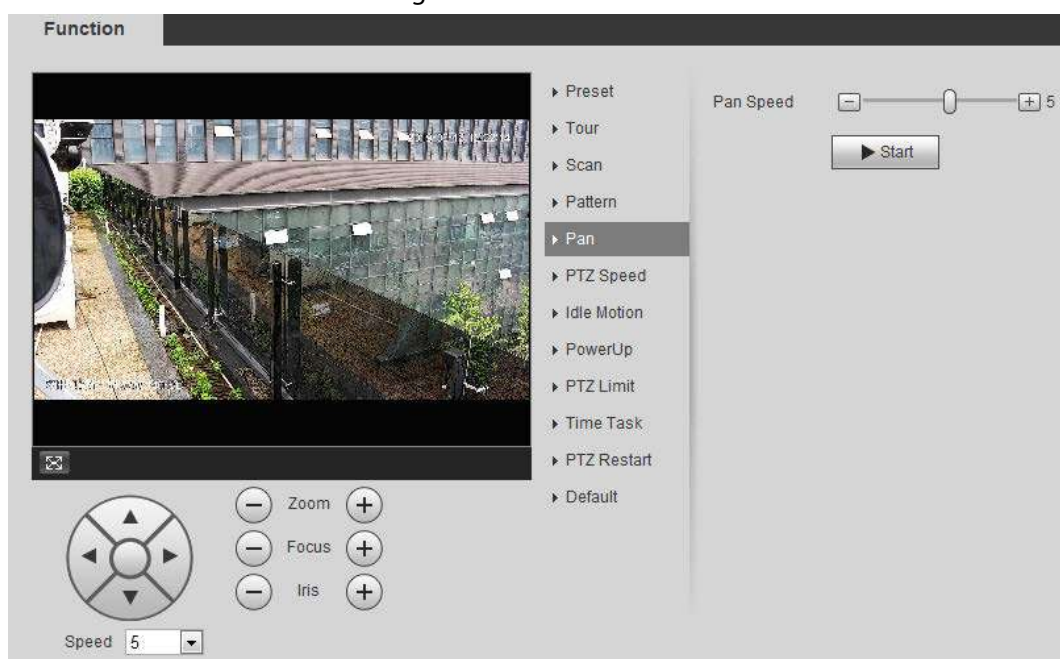 Function
Preset
Tour
Scan
Pattern
Pan
PTZ Speed
Idle Motion
PowerUp
PTZ Limit
Time Task
PTZ Restart
Default
Pan Speed 5
Start
Zoom
Focus
Iris
Speed 5